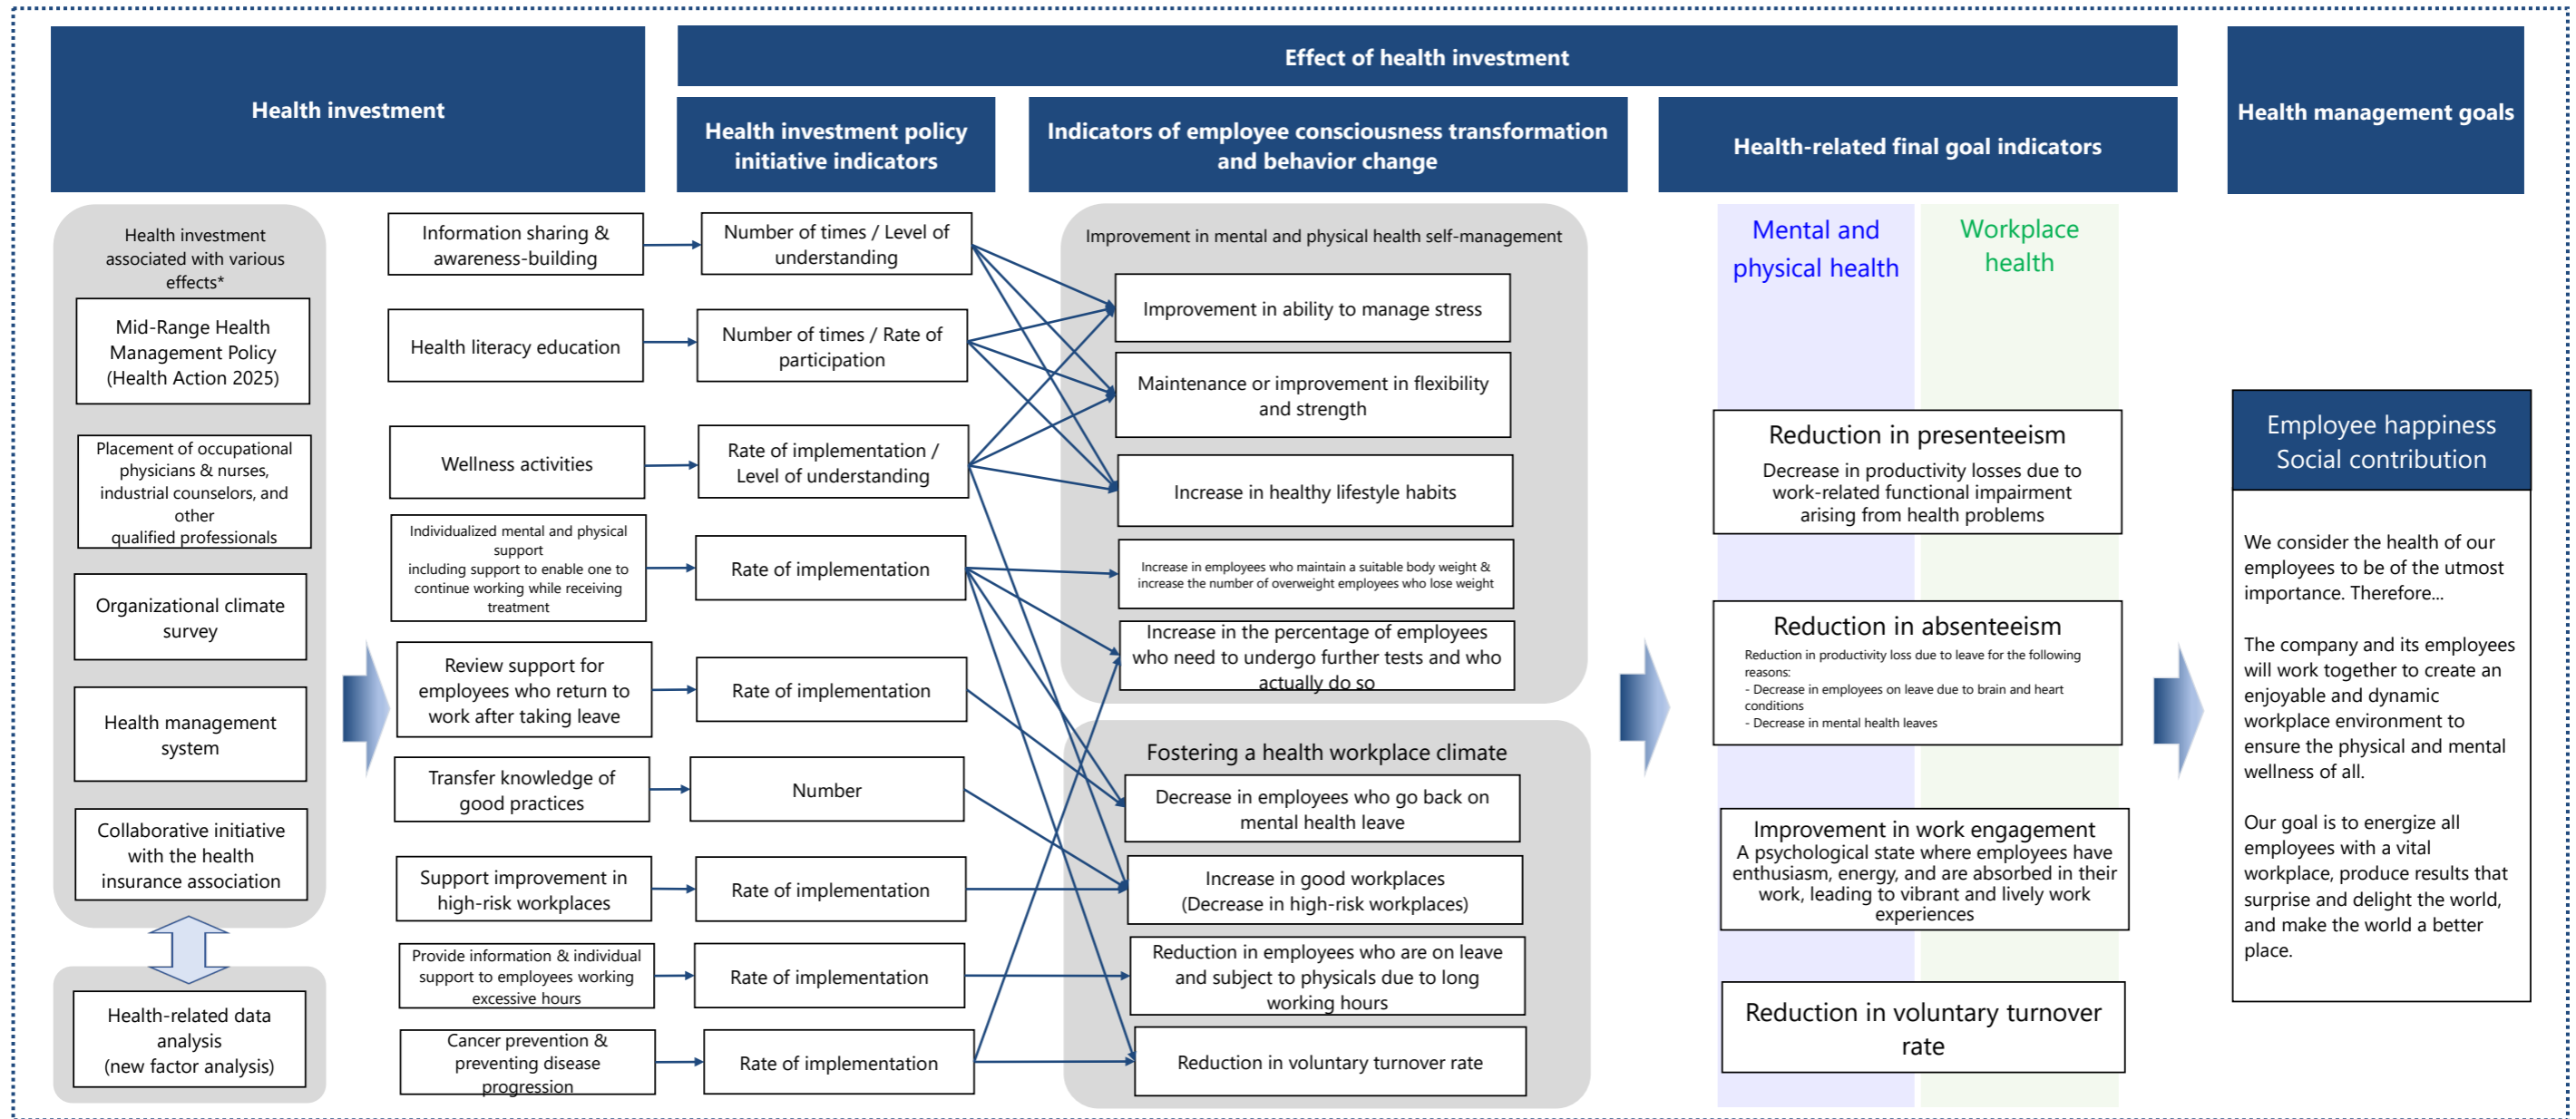 Health investment
Effect of health investment
Health management goals
Health investment policy
initiative indicators
Indicators of employee consciousness transformation
and behavior change
Health-related final goal indicators
Health investment
associated with various
effects*
Mid-Range Health
Management Policy
(Health Action 2025)
Placement of occupational
physicians & nurses,
industrial counselors, and
other
qualified professionals
Organizational climate
survey
Health management
system
Collaborative initiative
with the health
insurance association
Health-related data
analysis
(new factor analysis)
Information sharing &
awareness-building
Health literacy education
Wellness activities
Individualized mental and physical
support
including support to enable one to
continue working while receiving
treatment
Review support for
employees who return to
work after taking leave
Transfer knowledge of
good practices
Support improvement in
high-risk workplaces
Provide information & individual
support to employees working
excessive hours
Cancer prevention &
preventing disease
progression
Number of times / Level of
understanding
Number of times / Rate of
participation
Rate of implementation /
Level of understanding
Rate of implementation
Rate of implementation
Number
Rate of implementation
Rate of implementation
Rate of implementation
Improvement in mental and physical health self-management
Improvement in ability to manage stress
Maintenance or improvement in flexibility
and strength
Increase in healthy lifestyle habits
Increase in employees who maintain a suitable body weight &
increase the number of overweight employees who lose weight
Increase in the percentage of employees
who need to undergo further tests and who
actually do so
Fostering a health workplace climate
Decrease in employees who go back on
mental health leave
Increase in good workplaces
(Decrease in high-risk workplaces)
Reduction in employees who are on leave
and subject to physicals due to long
working hours
Reduction in voluntary turnover rate
Mental and
physical health
Workplace
health
Reduction in presenteeism
Decrease in productivity losses due to
work-related functional impairment
arising from health problems
Reduction in absenteeism
Reduction in productivity loss due to leave for the following
reasons:
- Decrease in employees on leave due to brain and heart
conditions
- Decrease in mental health leaves
Improvement in work engagement
A psychological state where employees have
enthusiasm, energy, and are absorbed in their
work, leading to vibrant and lively work
experiences
Reduction in voluntary turnover
rate
Employee happiness
Social contribution
We consider the health of our
employees to be of the utmost
importance. Therefore...
The company and its employees
will work together to create an
enjoyable and dynamic
workplace environment to
ensure the physical and mental
wellness of all.
Our goal is to energize all
employees with a vital
workplace, produce results that
surprise and delight the world,
and make the world a better
place.